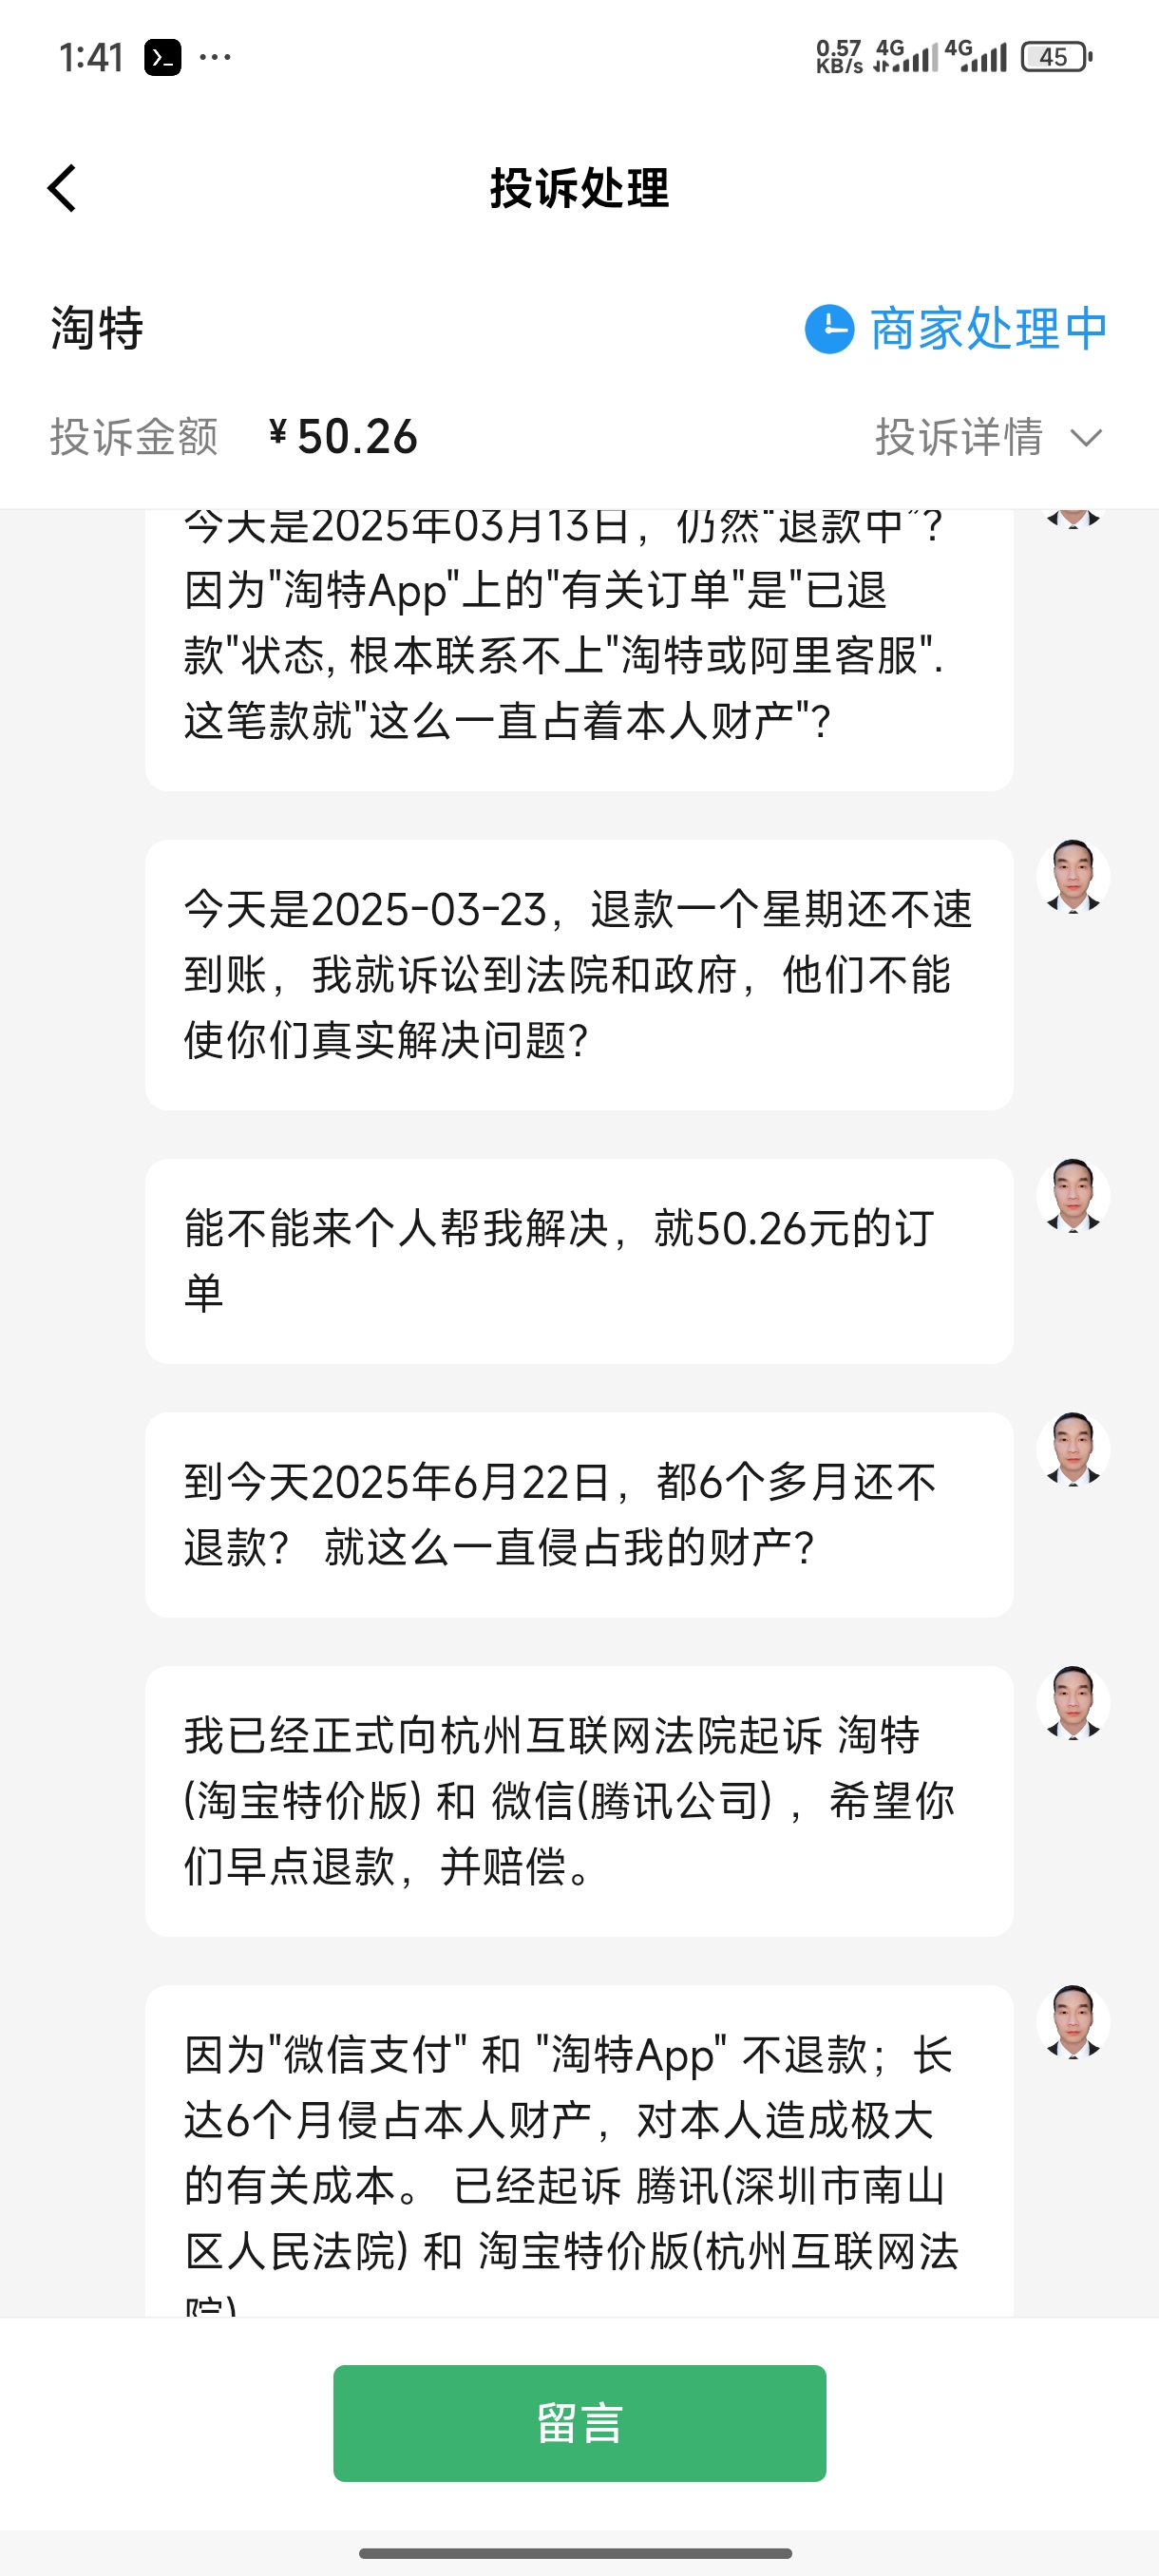 1:41
0.57 KB/s 4G 4G 45
投诉处理
淘特 商家处理中
投诉金额 ¥50.26 投诉详情
今天是2025年03月13日，仍然"退款中"?
因为"淘特App"上的"有关订单"是"已退
款"状态, 根本联系不上"淘特或阿里客服".
这笔款就"这么一直占着本人财产"?
今天是2025-03-23，退款一个星期还不速
到账，我就诉讼到法院和政府，他们不能
使你们真实解决问题?
能不能来个人帮我解决，就50.26元的订
单
到今天2025年6月22日，都6个多月还不
退款? 就这么一直侵占我的财产?
我已经正式向杭州互联网法院起诉 淘特
(淘宝特价版) 和 微信(腾讯公司) ，希望你
们早点退款，并赔偿。
因为"微信支付" 和 "淘特App" 不退款；长
达6个月侵占本人财产，对本人造成极大
的有关成本。 已经起诉 腾讯(深圳市南山
区人民法院) 和 淘宝特价版(杭州互联网法
院)
留言